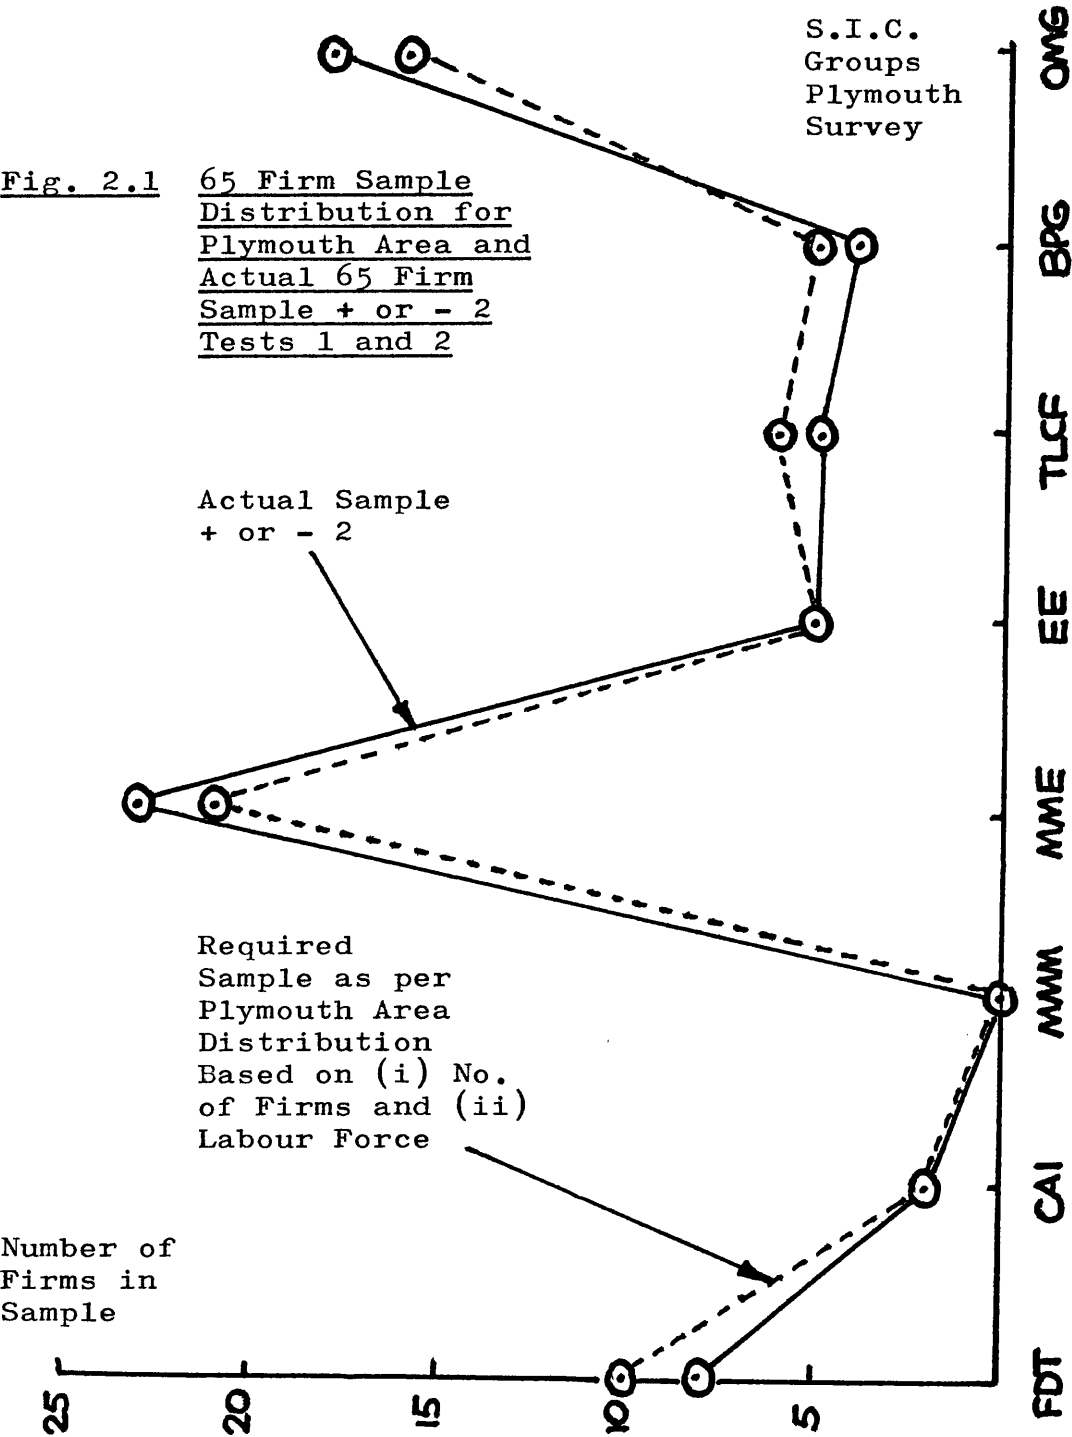 S.I.C.
Groups
Plymouth
Survey
Fig. 2.1 65 Firm Sample
Distribution for
Plymouth Area and
Actual 65 Firm
Sample + or - 2
Tests 1 and 2
Actual Sample
+ or - 2
Required
Sample as per
Plymouth Area
Distribution
Based on (i) No.
of Firms and (ii)
Labour Force
Number of
Firms in
Sample
25
20
15
10
5
FDT
CAI
MWM
MME
EE
TLCF
BPG
OMG